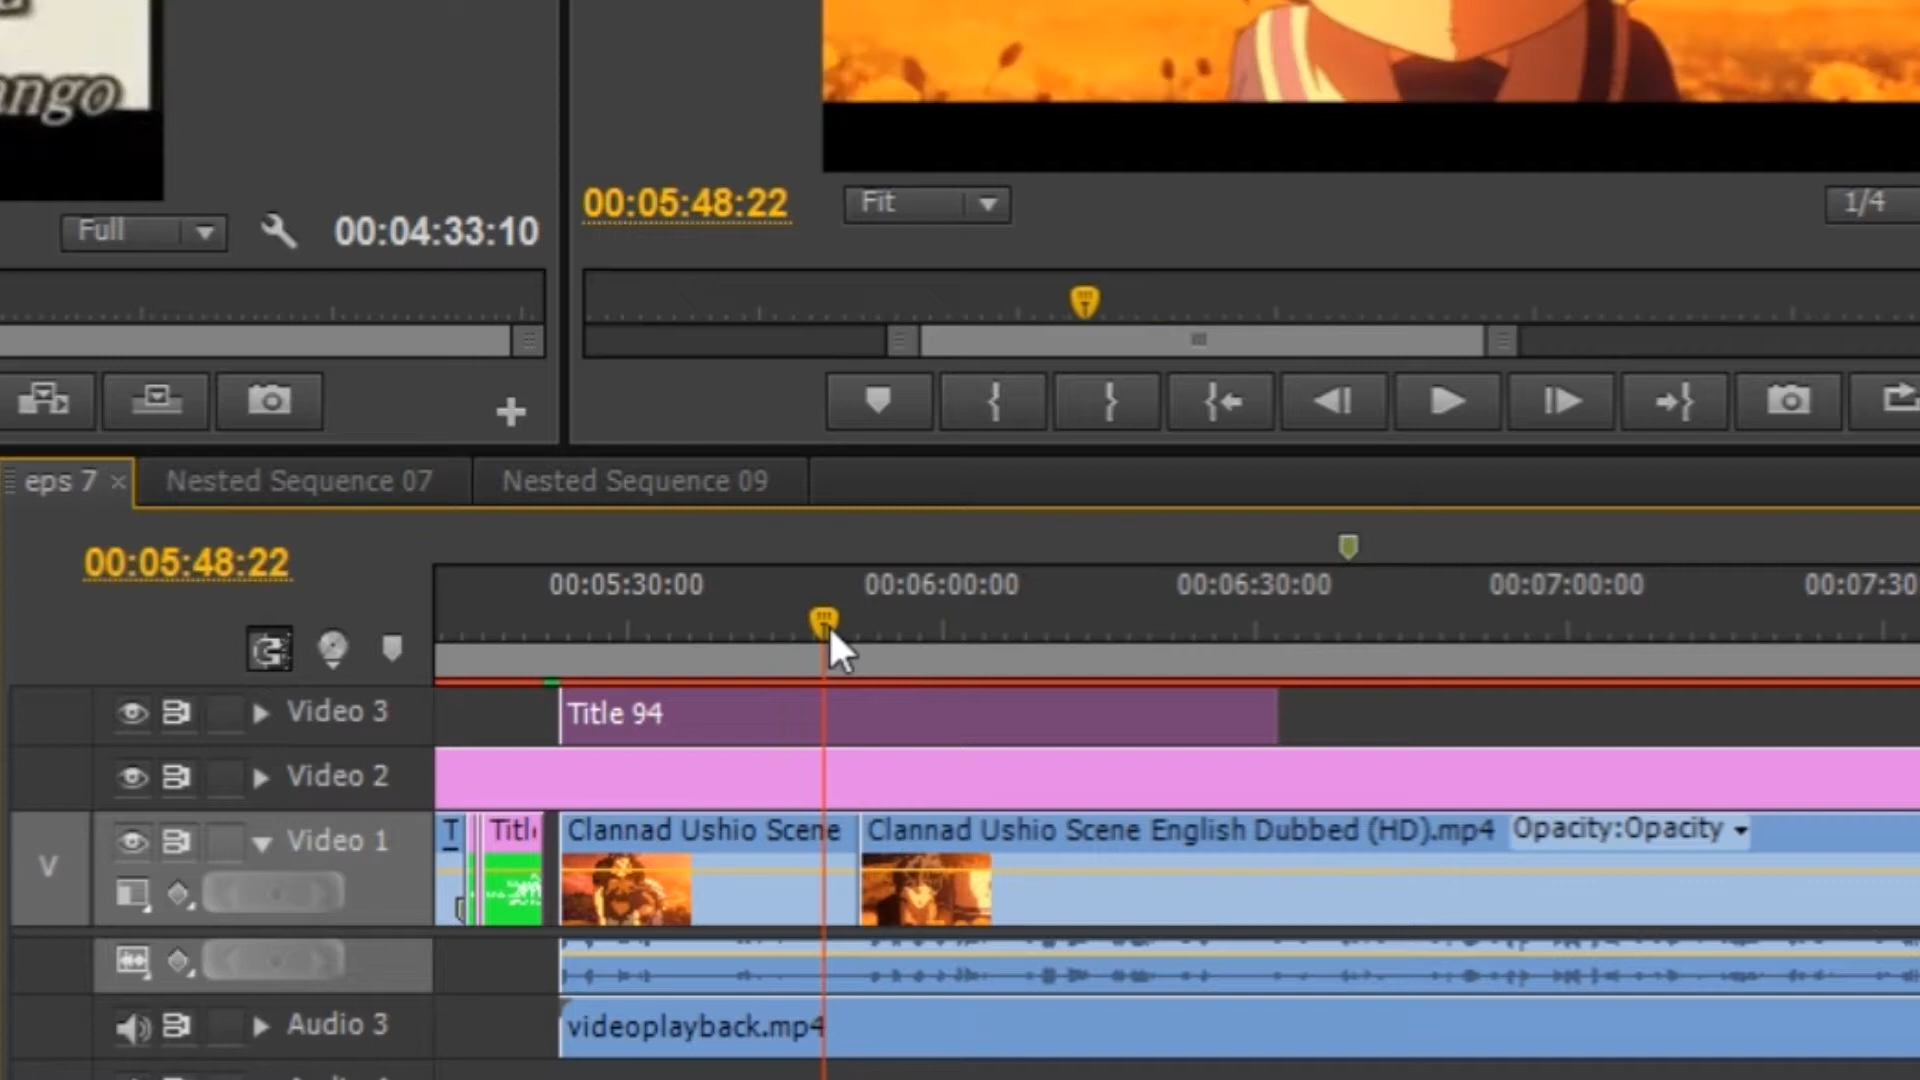 ango
Full
00:04:33:10
00:05:48:22
Fit
1/4
eps 7
Nested Sequence 07
Nested Sequence 09
00:05:48:22
00:05:30:00
00:06:00:00
00:06:30:00
00:07:00:00
00:07:30
Video 3
Title 94
Video 2
V
Video 1
T
Titl
Clannad Ushio Scene
Clannad Ushio Scene English Dubbed (HD).mp4
Opacity:Opacity
Audio 3
videoplayback.mp4